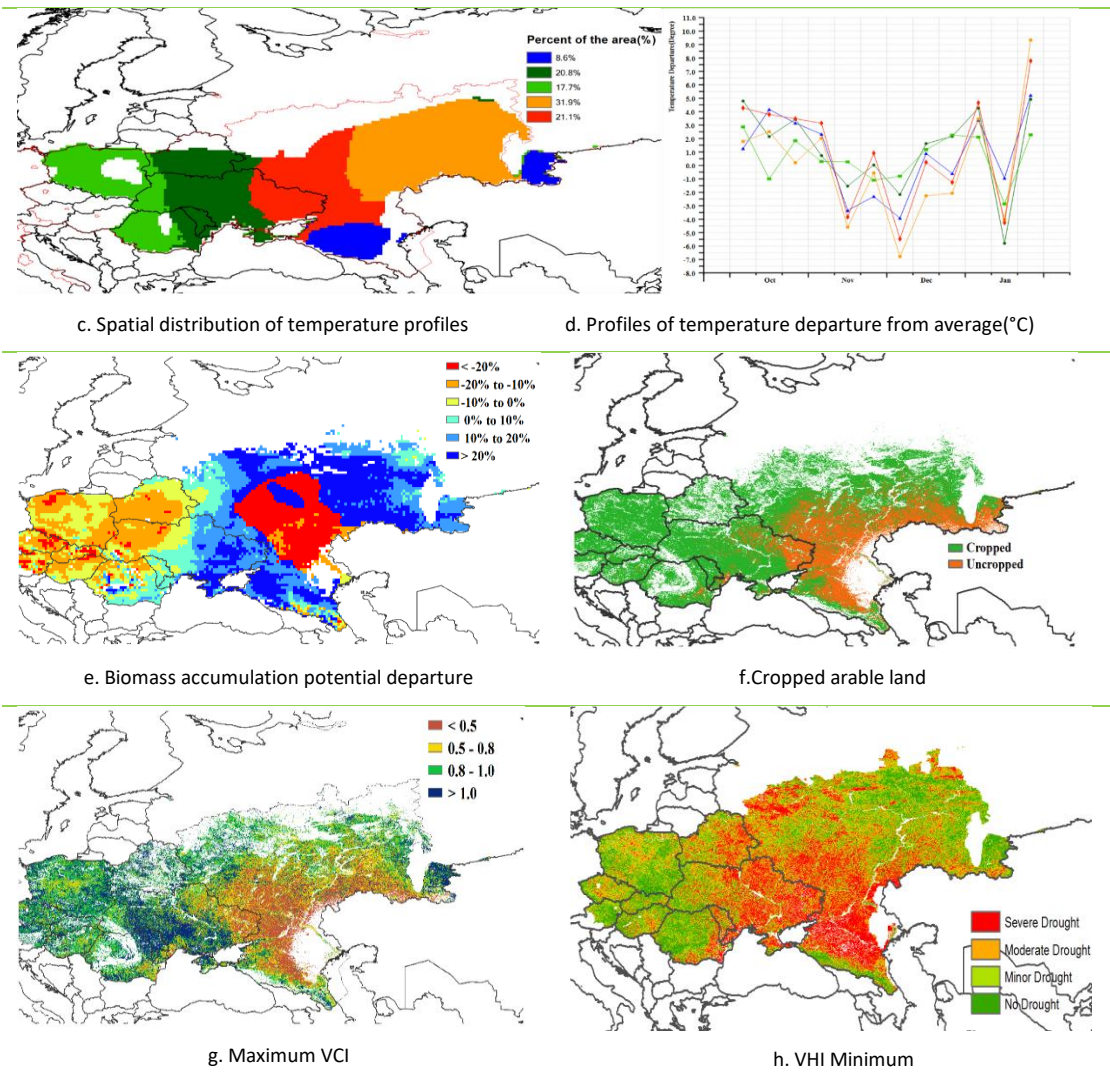 Percent of the area(%)
8.6%
20.8%
17.7%
31.9%
21.1%
Temperature Departure(Degree)
11.0
10.0
9.0
8.0
7.0
6.0
5.0
4.0
3.0
2.0
1.0
0.0
-1.0
-2.0
-3.0
-4.0
-5.0
-6.0
-7.0
-8.0
Oct Nov Dec Jan
c. Spatial distribution of temperature profiles
d. Profiles of temperature departure from average(°C)
< -20%
-20% to -10%
-10% to 0%
0% to 10%
10% to 20%
> 20%
Cropped
Uncropped
e. Biomass accumulation potential departure
f.Cropped arable land
< 0.5
0.5 - 0.8
0.8 - 1.0
> 1.0
Severe Drought
Moderate Drought
Minor Drought
No Drought
g. Maximum VCI
h. VHI Minimum